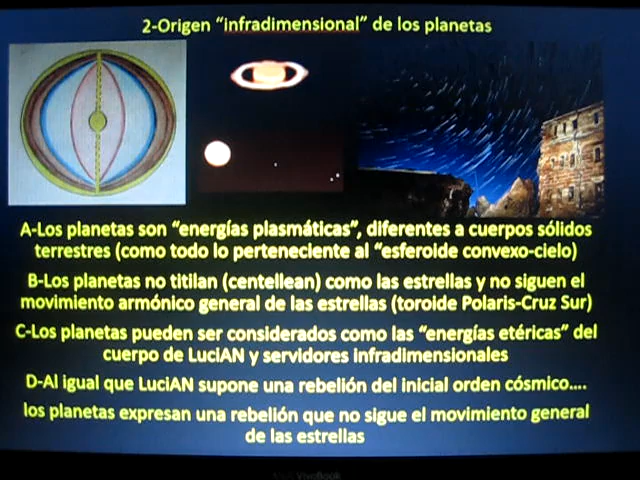 2-Origen "infradimensional" de los planetas
A-Los planetas son "energías plasmáticas", diferentes a cuerpos sólidos
terrestres (como todo lo perteneciente al "esferoide convexo-cielo)
B-Los planetas no titilan (centellean) como las estrellas y no siguen el
movimiento armónico general de las estrellas (toroide Polaris-Cruz Sur)
C-Los planetas pueden ser considerados como las "energías etéricas" del
cuerpo de LuciAN y servidores infradimensionales
D-Al igual que LuciAN supone una rebelión del inicial orden cósmico....
los planetas expresan una rebelión que no sigue el movimiento general
de las estrellas
VivoBook